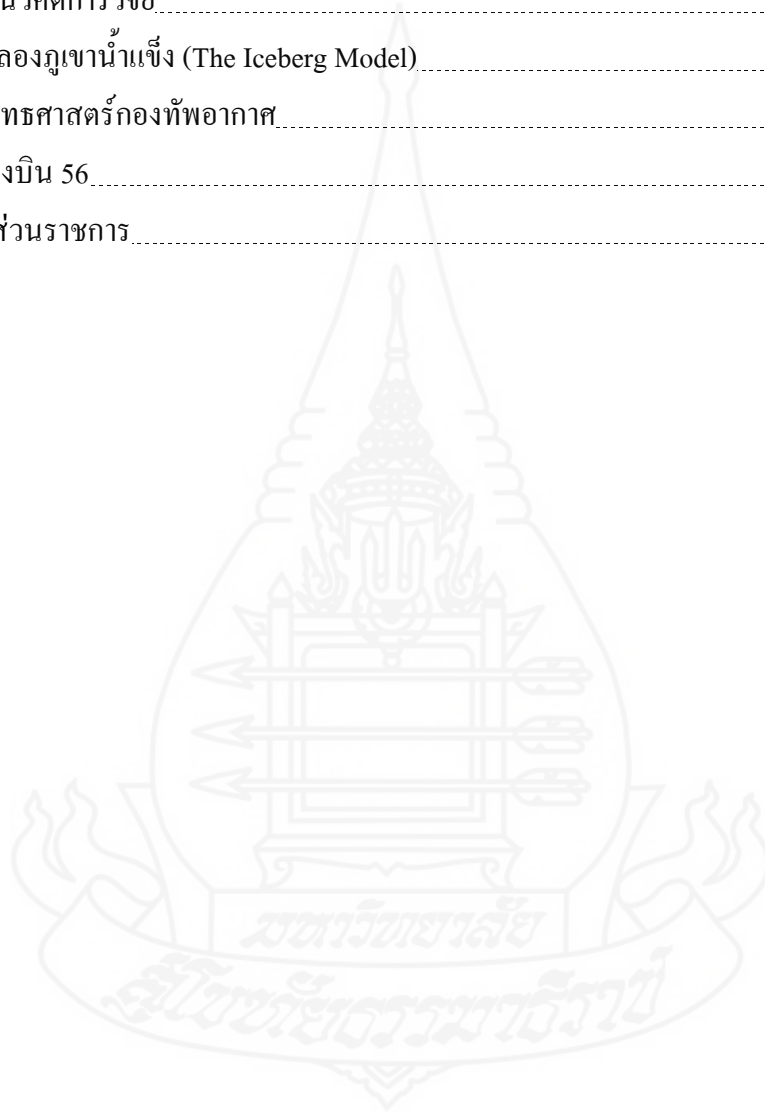 ลองภูเขาน้ำแข็ง (The Iceberg Model)
ทธศาสตร์กองทัพอากาศ
งบิน 56
ส่วนราชการ
มหาวิทยาลัย
สุโขทัยธรรมาธิราช